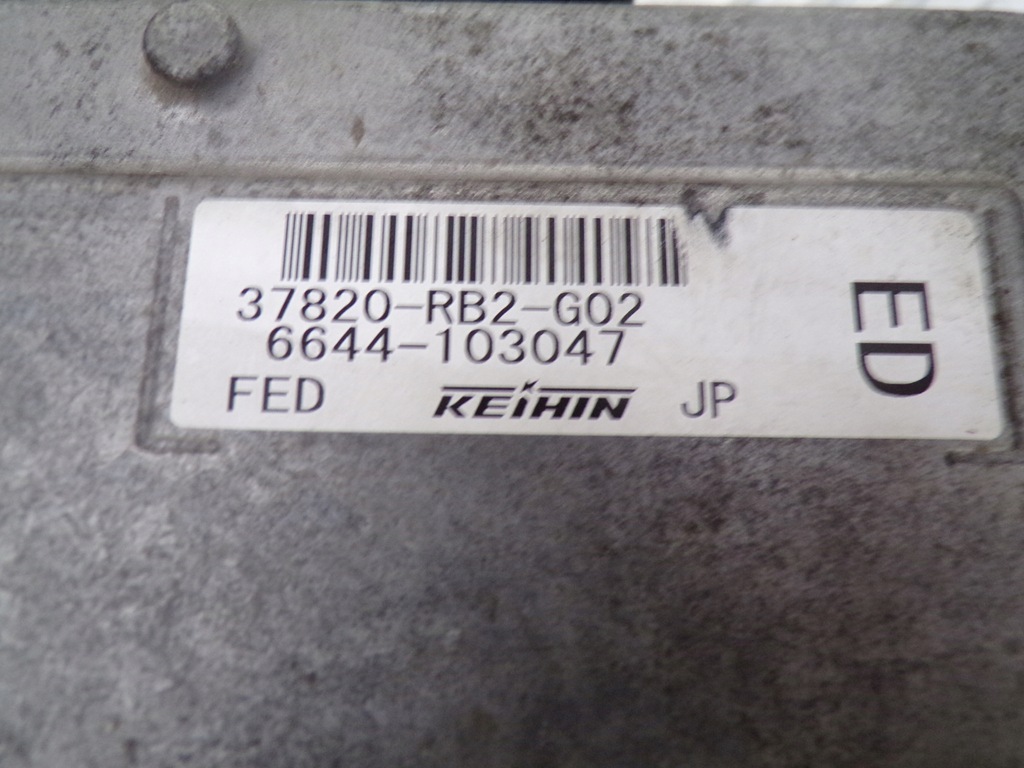 37820-RB2-G02
6644-103047
FED KEIHIN JP
ED